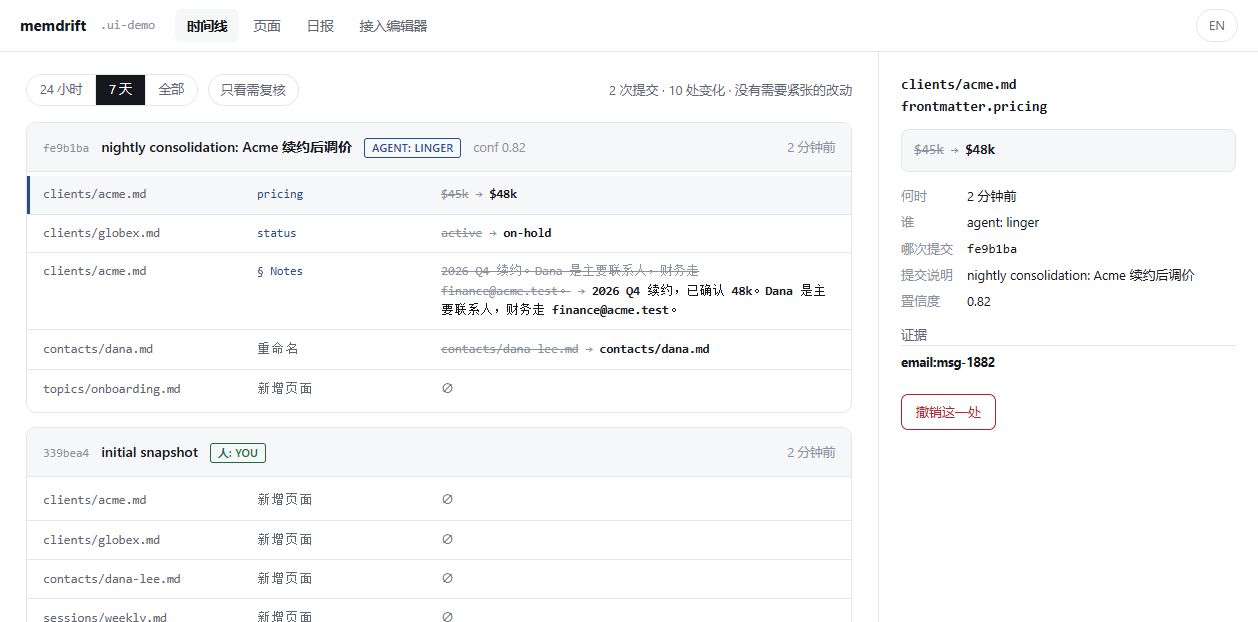 memdrift .ui-demo 时间线 页面 日报 接入编辑器 EN
24 小时 7 天 全部 只看需复核 2 次提交 · 10 处变化 · 没有需要紧张的改动
fe9b1ba nightly consolidation: Acme 续约后调价 AGENT: LINGER conf 0.82 2 分钟前
clients/acme.md pricing $45k → $48k
clients/globex.md status active → on-hold
clients/acme.md § Notes 2026 Q4 续约。Dana 是主要联系人，财务走
finance@acme.test。 → 2026 Q4 续约，已确认 48k。Dana 是主
要联系人，财务走 finance@acme.test。
contacts/dana.md 重命名 contacts/dana-lee.md → contacts/dana.md
topics/onboarding.md 新增页面 ∅
339bea4 initial snapshot 人: YOU 2 分钟前
clients/acme.md 新增页面 ∅
clients/globex.md 新增页面 ∅
contacts/dana-lee.md 新增页面 ∅
sessions/weekly.md 新增页面 ∅
clients/acme.md
frontmatter.pricing
$45k → $48k
何时 2 分钟前
谁 agent: linger
哪次提交 fe9b1ba
提交说明 nightly consolidation: Acme 续约后调价
置信度 0.82
证据
email:msg-1882
撤销这一处